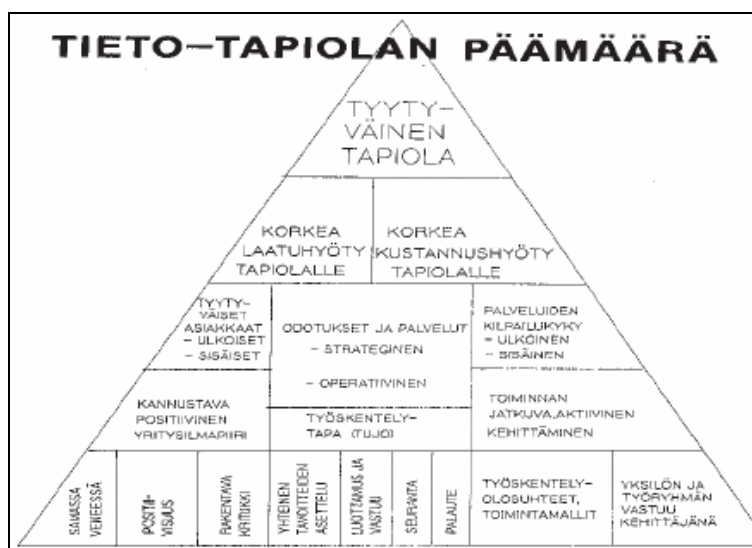 TIETO-TAPIOLAN PÄÄMÄÄRÄ
TYYTY-
VÄINEN
TAPIOLA
KORKEA
LAATUHYÖTY
TAPIOLALLE
KORKEA
KUSTANNUSHYÖTY
TAPIOLALLE
TYYTY-
VÄISET
ASIAKKAAT
- ULKOISET
- SISÄISET
ODOTUKSET JA PALVELUT
- STRATEGINEN
- OPERATIIVINEN
PALVELUIDEN
KILPAILUKYKY
- ULKOINEN
- SISÄINEN
KANNUSTAVA
POSITIIVINEN
YRITYSILMAPIIRI
TYÖSKENTELY-
TAPA (TUJO)
TOIMINNAN
JATKUVA, AKTIIVINEN
KEHITTÄMINEN
SAMASSA
VENEESSÄ
POSITII-
VISUUS
RAKENTAVA
KRITIIKKI
YHTEINEN
TAVOITTEIDEN
ASETTELU
LUOTTAMUS JA
VASTUU
SEURANTA
PALAUTE
TYÖSKENTELY-
OLOSUHTEET,
TOIMINTAMALLIT
YKSILÖN JA
TYÖRYHMÄN
VASTUU
KEHITTÄJÄNÄ